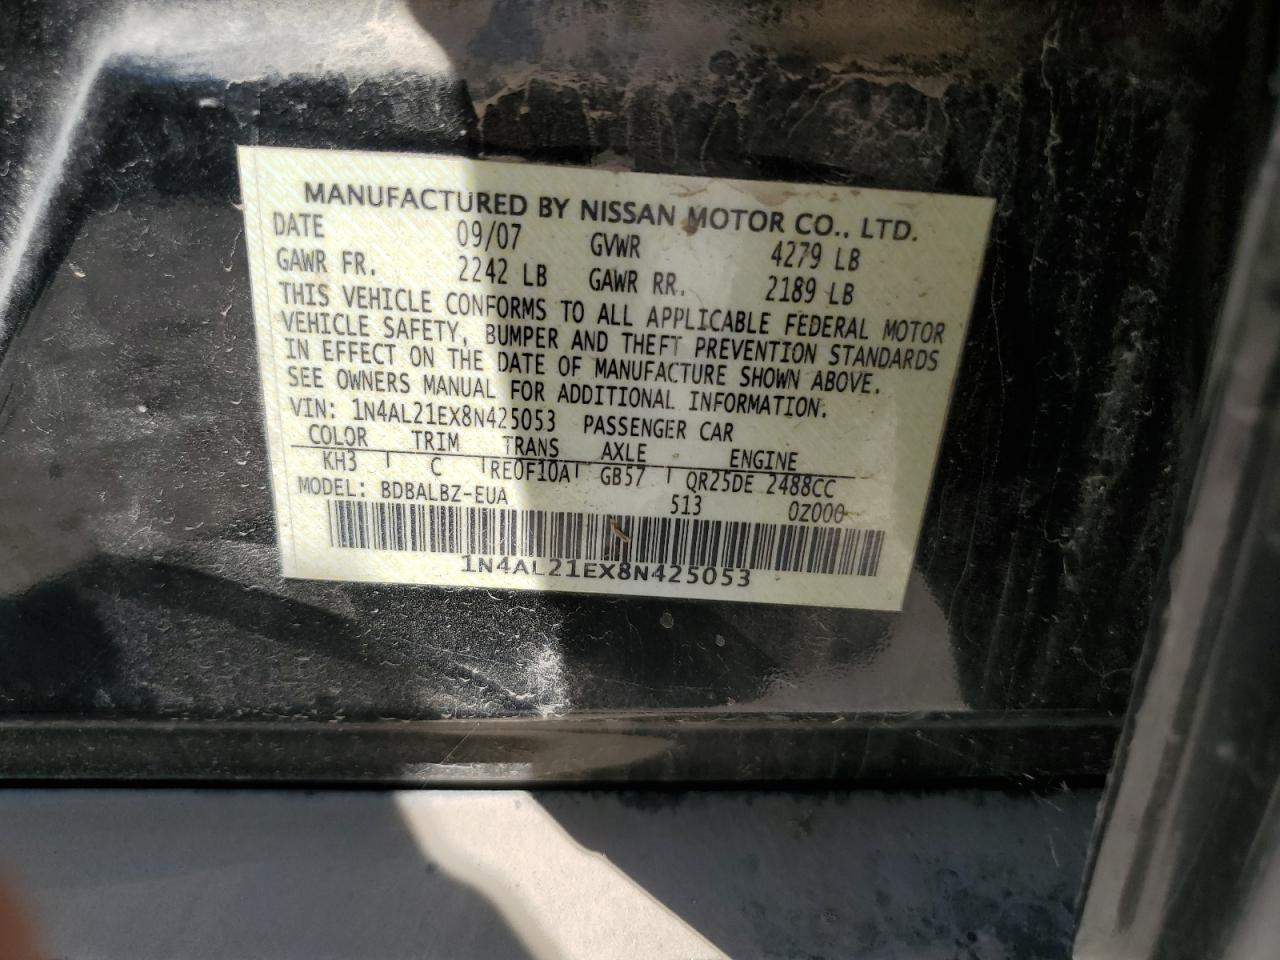 MANUFACTURED BY NISSAN MOTOR CO., LTD.
DATE 09/07 GVWR 4279 LB
GAWR FR. 2242 LB GAWR RR. 2189 LB
THIS VEHICLE CONFORMS TO ALL APPLICABLE FEDERAL MOTOR
VEHICLE SAFETY, BUMPER AND THEFT PREVENTION STANDARDS
IN EFFECT ON THE DATE OF MANUFACTURE SHOWN ABOVE.
SEE OWNERS MANUAL FOR ADDITIONAL INFORMATION.
VIN: 1N4AL21EX8N425053 PASSENGER CAR
COLOR TRIM TRANS AXLE ENGINE
KH3 C RE0F10A GB57 QR25DE 2488CC
MODEL: BDBALBZ-EUA 513 0Z000
1N4AL21EX8N425053